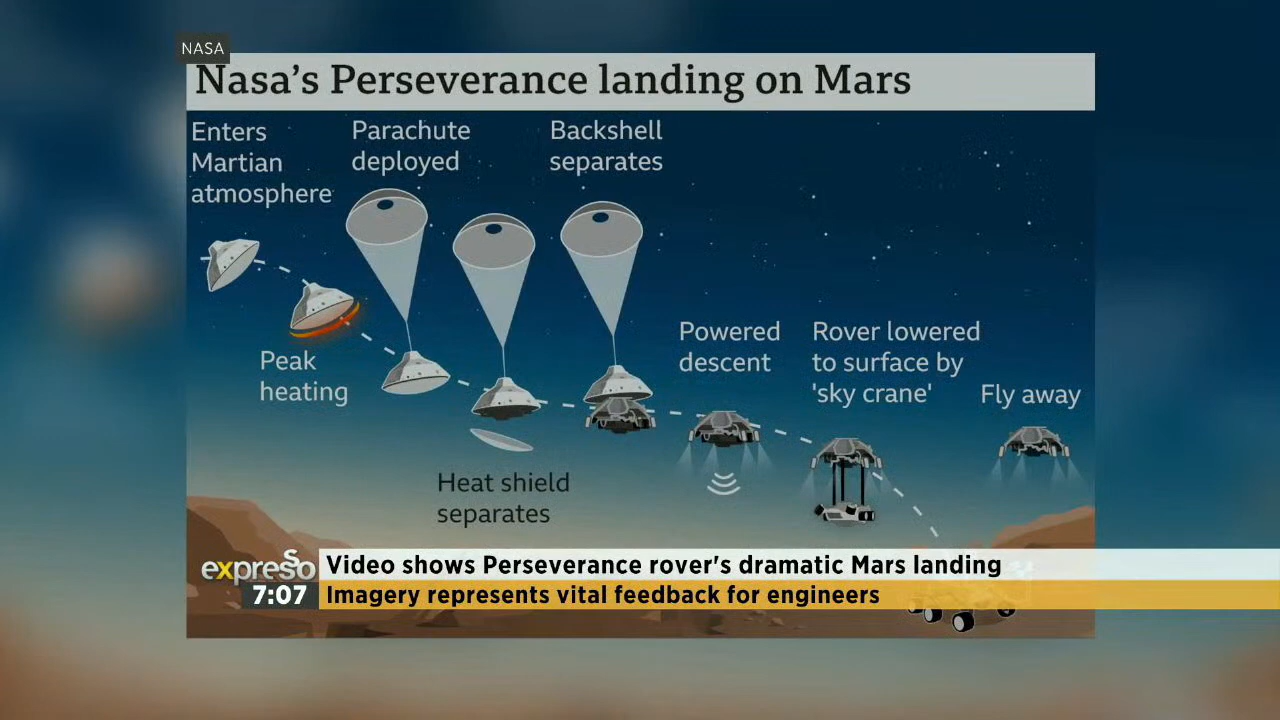 NASA
Nasa's Perseverance landing on Mars
Enters
Martian
atmosphere
Parachute
deployed
Backshell
separates
Peak
heating
Heat shield
separates
Powered
descent
Rover lowered
to surface by
'sky crane'
Fly away
expresso
7:07
Video shows Perseverance rover's dramatic Mars landing
Imagery represents vital feedback for engineers